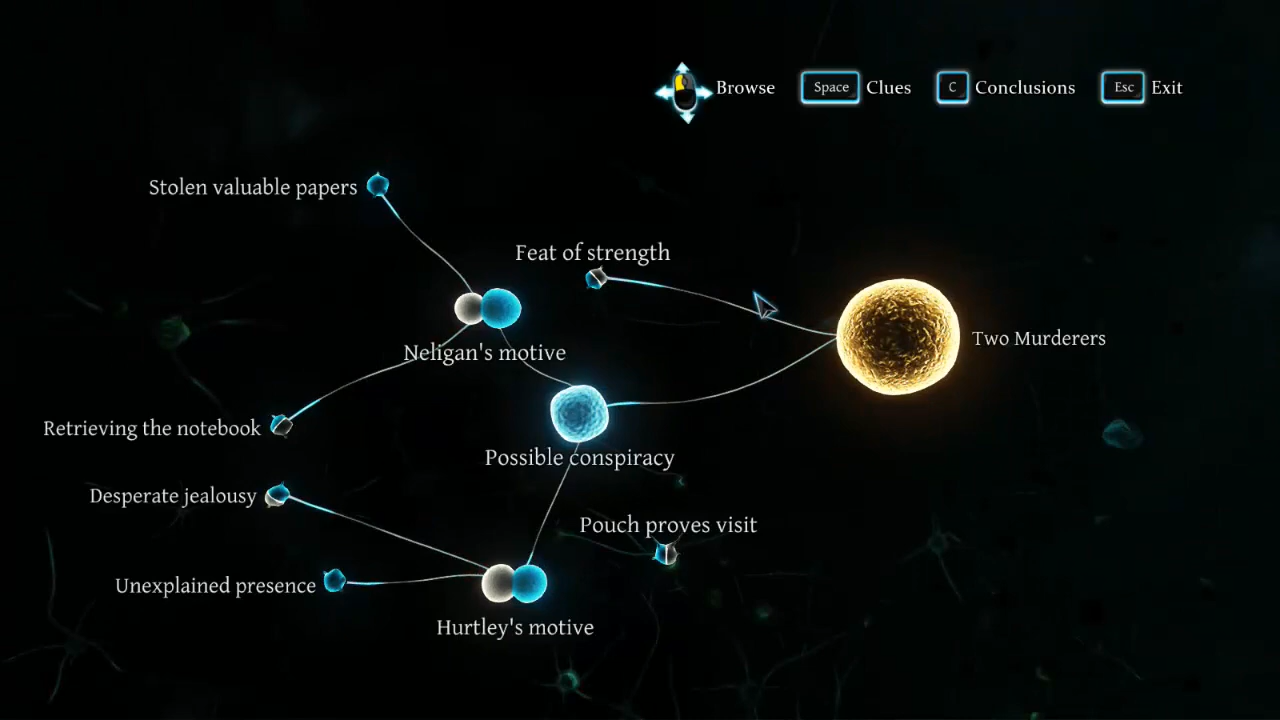 Browse
Space
Clues
C
Conclusions
Esc
Exit
Stolen valuable papers
Feat of strength
Two Murderers
Neligan's motive
Retrieving the notebook
Possible conspiracy
Desperate jealousy
Pouch proves visit
Unexplained presence
Hurtley's motive